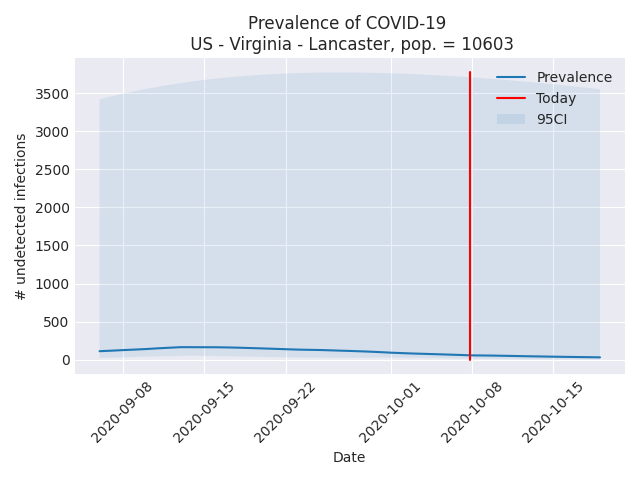 Prevalence of COVID-19
US - Virginia - Lancaster, pop. = 10603
Prevalence
Today
95CI
# undetected infections
3500
3000
2500
2000
1500
1000
500
0
2020-09-08
2020-09-15
2020-09-22
2020-10-01
2020-10-08
2020-10-15
Date